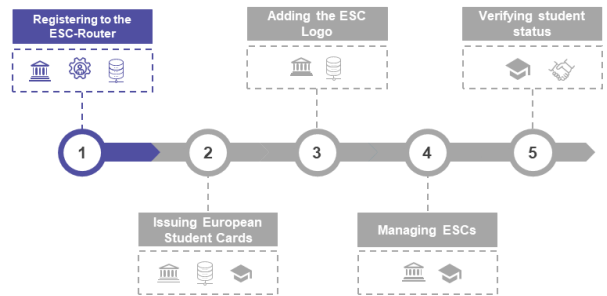 Registering to the
ESC-Router
Adding the ESC
Logo
Verifying student
status
1
2
3
4
5
Issuing European
Student Cards
Managing ESCs